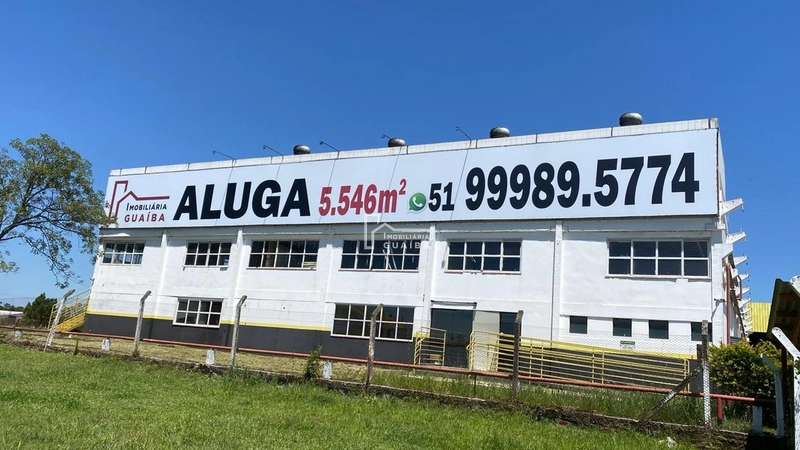 IMOBILIÁRIA
GUAÍBA
ALUGA 5.546m² 51 99989.5774
IMOBILIÁRIA
GUAÍBA